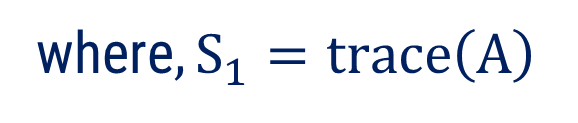 where, S₁ = trace(A)